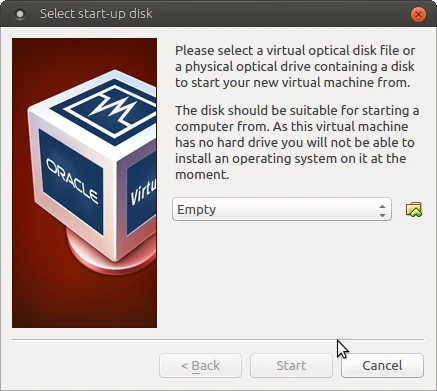 Select start-up disk
Please select a virtual optical disk file or
a physical optical drive containing a disk
to start your new virtual machine from.
The disk should be suitable for starting a
computer from. As this virtual machine
has no hard drive you will not be able to
install an operating system on it at the
moment.
ORACLE
Virtu
Empty
< Back
Start
Cancel